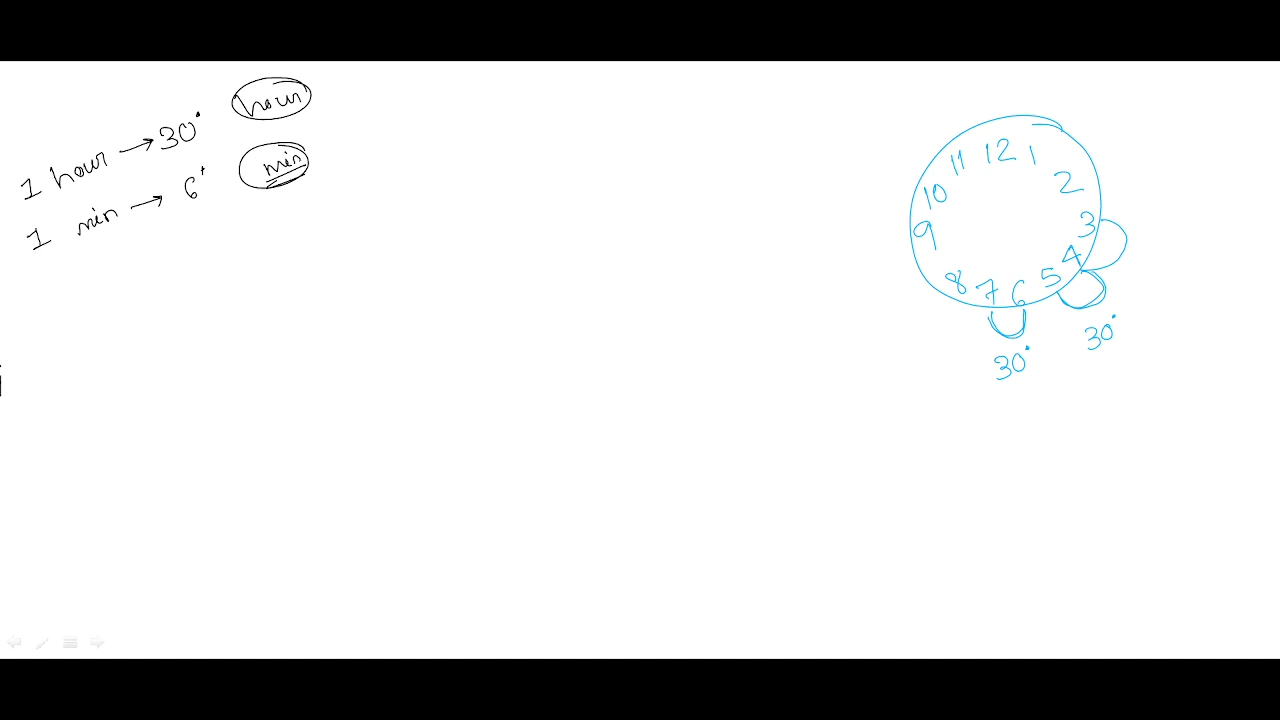 1 hour → 30° hour
1 min → 6° min
12
11 1
10 2
9 3
4
8 7 6 5
30° 30°